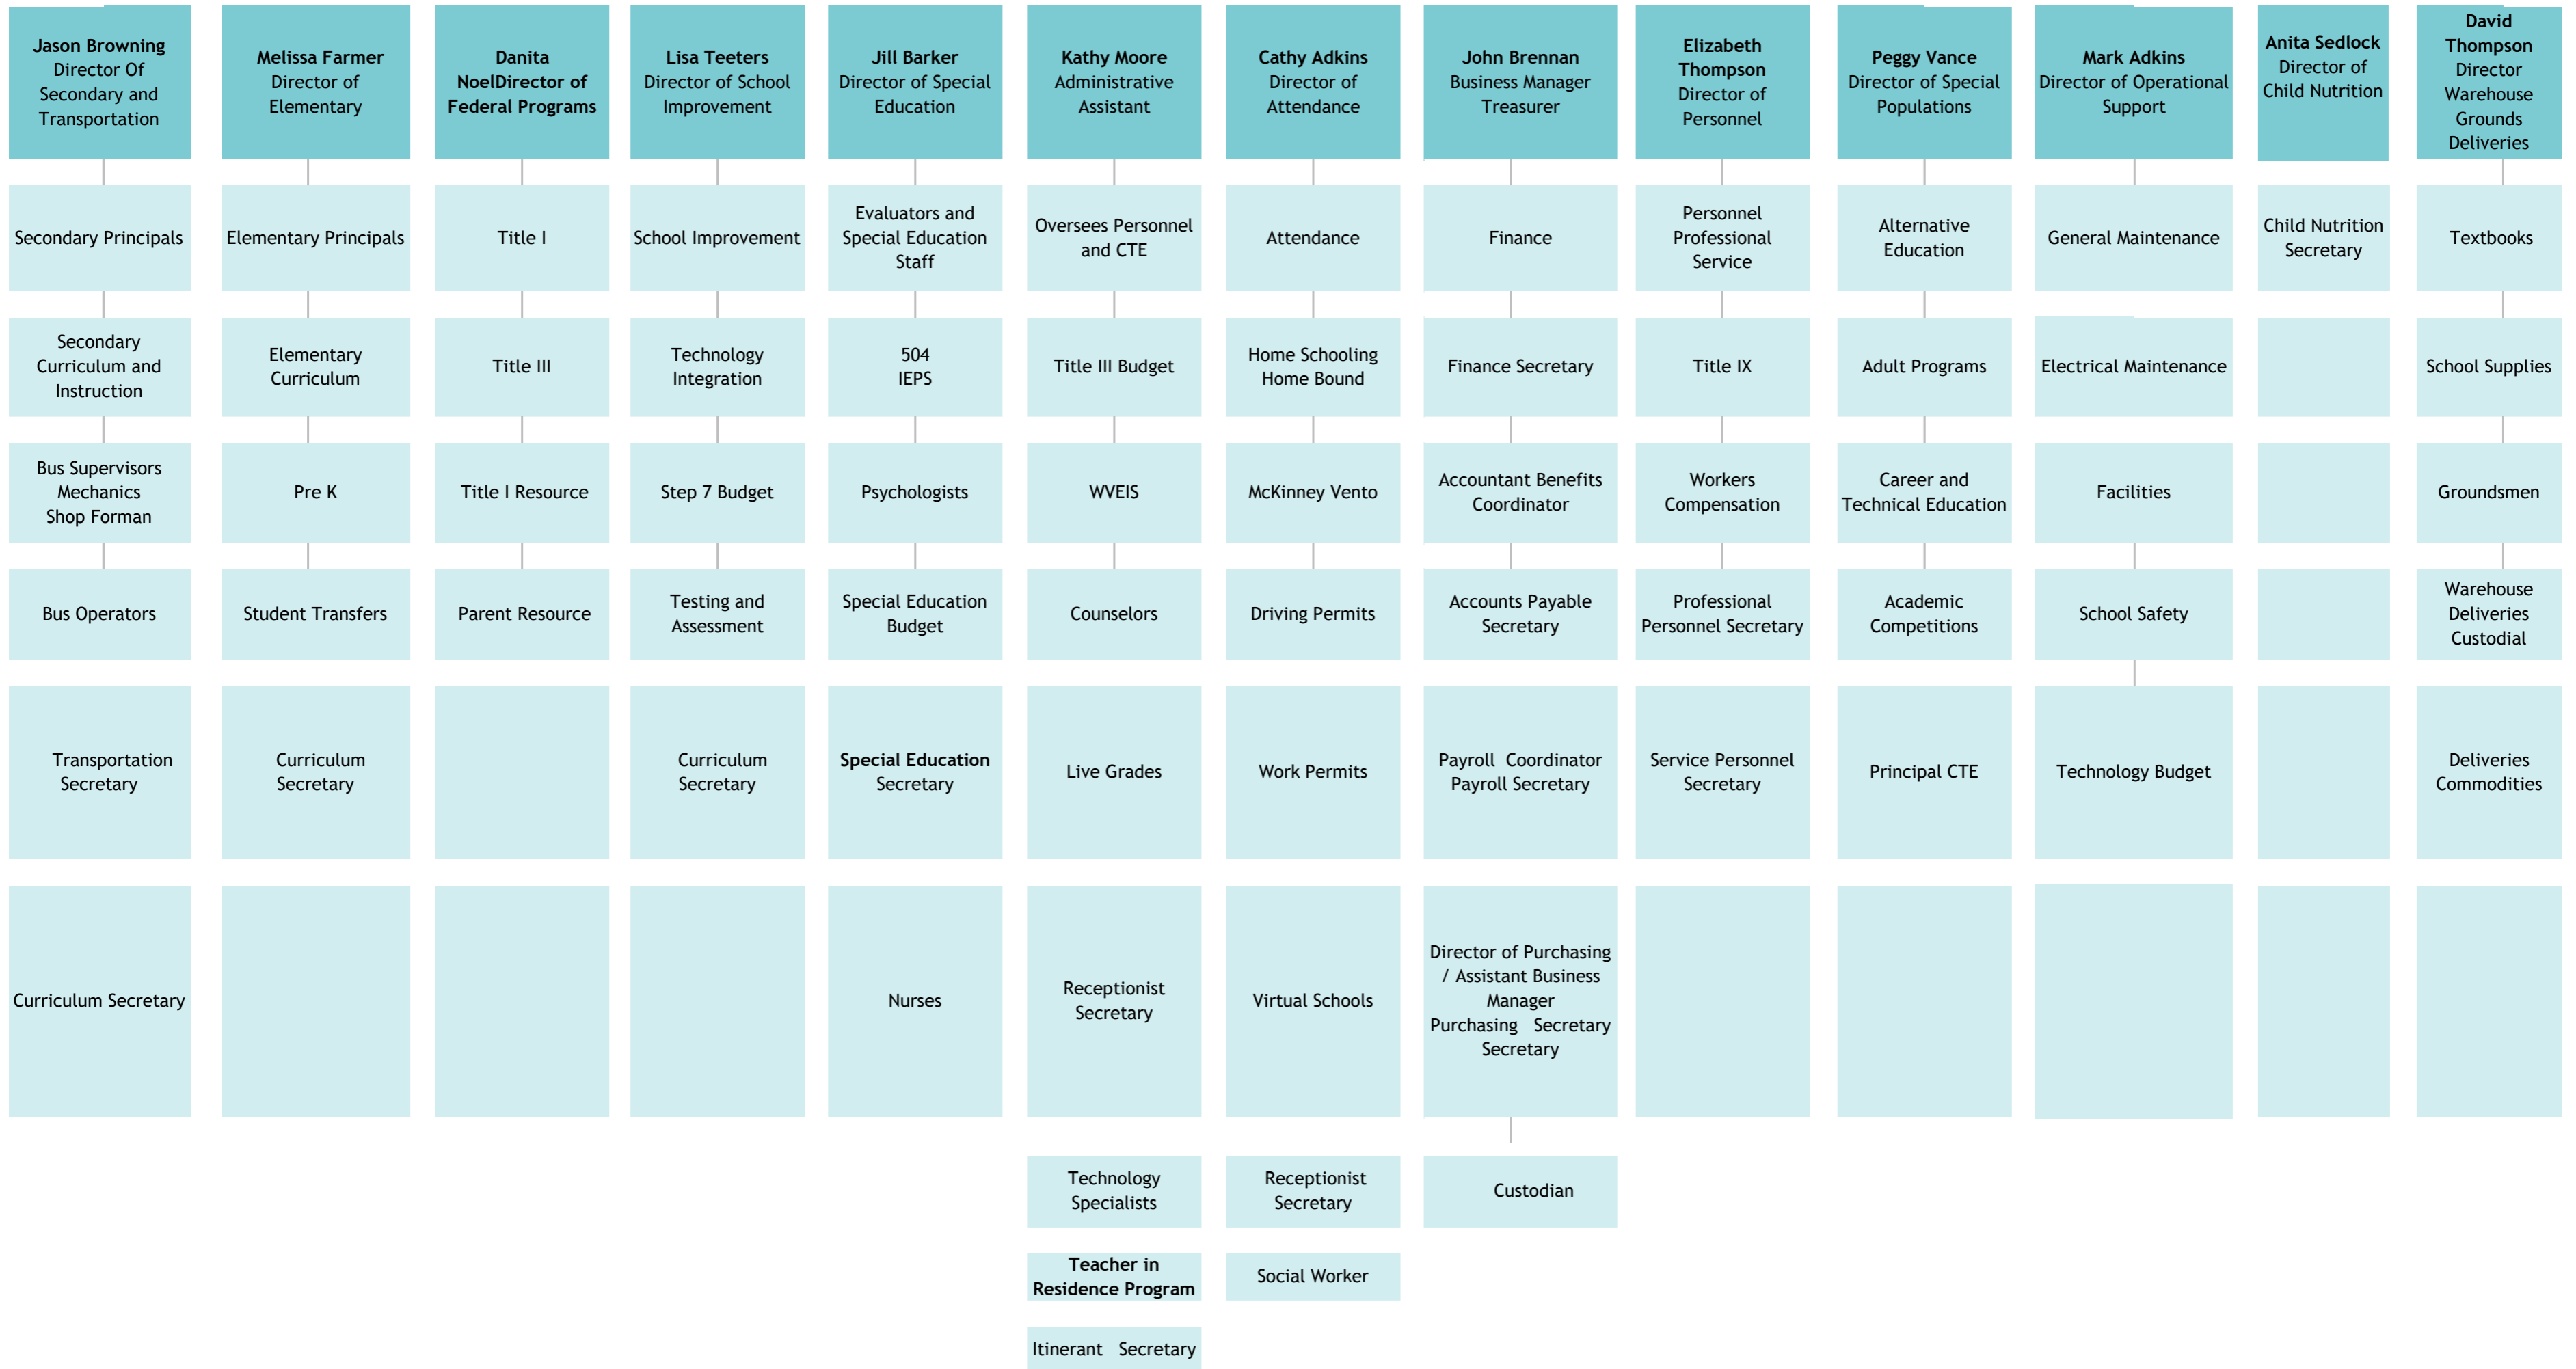 Jason Browning
Director Of
Secondary and
Transportation
Melissa Farmer
Director of
Elementary
Danita
NoelDirector of
Federal Programs
Lisa Teeters
Director of School
Improvement
Jill Barker
Director of Special
Education
Kathy Moore
Administrative
Assistant
Cathy Adkins
Director of
Attendance
John Brennan
Business Manager
Treasurer
Elizabeth
Thompson
Director of
Personnel
Peggy Vance
Director of Special
Populations
Mark Adkins
Director of Operational
Support
Anita Sedlock
Director of
Child Nutrition
David
Thompson
Director
Warehouse
Grounds
Deliveries
Secondary Principals
Elementary Principals
Title I
School Improvement
Evaluators and
Special Education
Staff
Oversees Personnel
and CTE
Attendance
Finance
Personnel
Professional
Service
Alternative
Education
General Maintenance
Child Nutrition
Secretary
Textbooks
Secondary
Curriculum and
Instruction
Elementary
Curriculum
Title III
Technology
Integration
504
IEPS
Title III Budget
Home Schooling
Home Bound
Finance Secretary
Title IX
Adult Programs
Electrical Maintenance
School Supplies
Bus Supervisors
Mechanics
Shop Forman
Pre K
Title I Resource
Step 7 Budget
Psychologists
WVEIS
McKinney Vento
Accountant Benefits
Coordinator
Workers
Compensation
Career and
Technical Education
Facilities
Groundsmen
Bus Operators
Student Transfers
Parent Resource
Testing and
Assessment
Special Education
Budget
Counselors
Driving Permits
Accounts Payable
Secretary
Professional
Personnel Secretary
Academic
Competitions
School Safety
Warehouse
Deliveries
Custodial
Transportation
Secretary
Curriculum
Secretary
Curriculum
Secretary
Special Education
Secretary
Live Grades
Work Permits
Payroll Coordinator
Payroll Secretary
Service Personnel
Secretary
Principal CTE
Technology Budget
Deliveries
Commodities
Curriculum Secretary
Nurses
Receptionist
Secretary
Virtual Schools
Director of Purchasing
/ Assistant Business
Manager
Purchasing Secretary
Secretary
Technology
Specialists
Receptionist
Secretary
Custodian
Teacher in
Residence Program
Social Worker
Itinerant Secretary